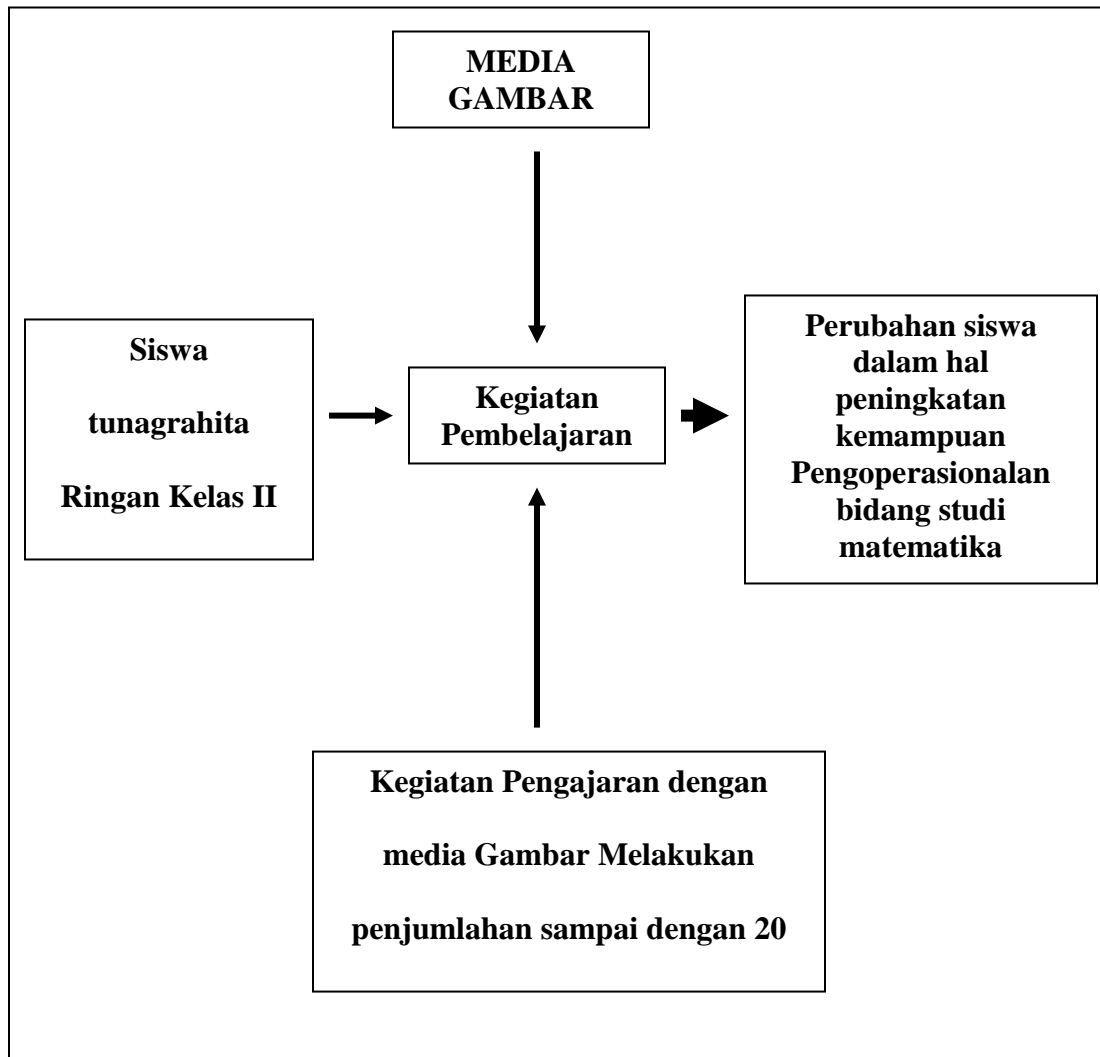 MEDIA
GAMBAR
Siswa
tunagrahita
Ringan Kelas II
Kegiatan
Pembelajaran
Perubahan siswa
dalam hal
peningkatan
kemampuan
Pengoperasionalan
bidang studi
matematika
Kegiatan Pengajaran dengan
media Gambar Melakukan
penjumlahan sampai dengan 20